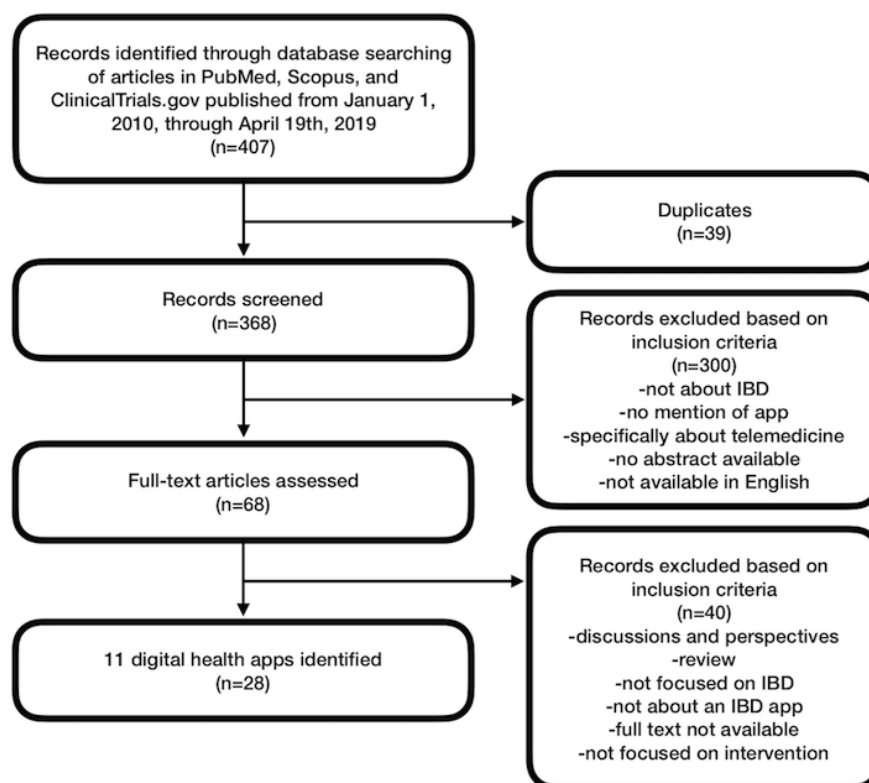 Records identified through database searching
of articles in PubMed, Scopus, and
ClinicalTrials.gov published from January 1,
2010, through April 19th, 2019
(n=407)
Duplicates
(n=39)
Records screened
(n=368)
Records excluded based on
inclusion criteria
(n=300)
-not about IBD
-no mention of app
-specifically about telemedicine
-no abstract available
-not available in English
Full-text articles assessed
(n=68)
Records excluded based on
inclusion criteria
(n=40)
-discussions and perspectives
-review
-not focused on IBD
-not about an IBD app
-full text not available
-not focused on intervention
11 digital health apps identified
(n=28)